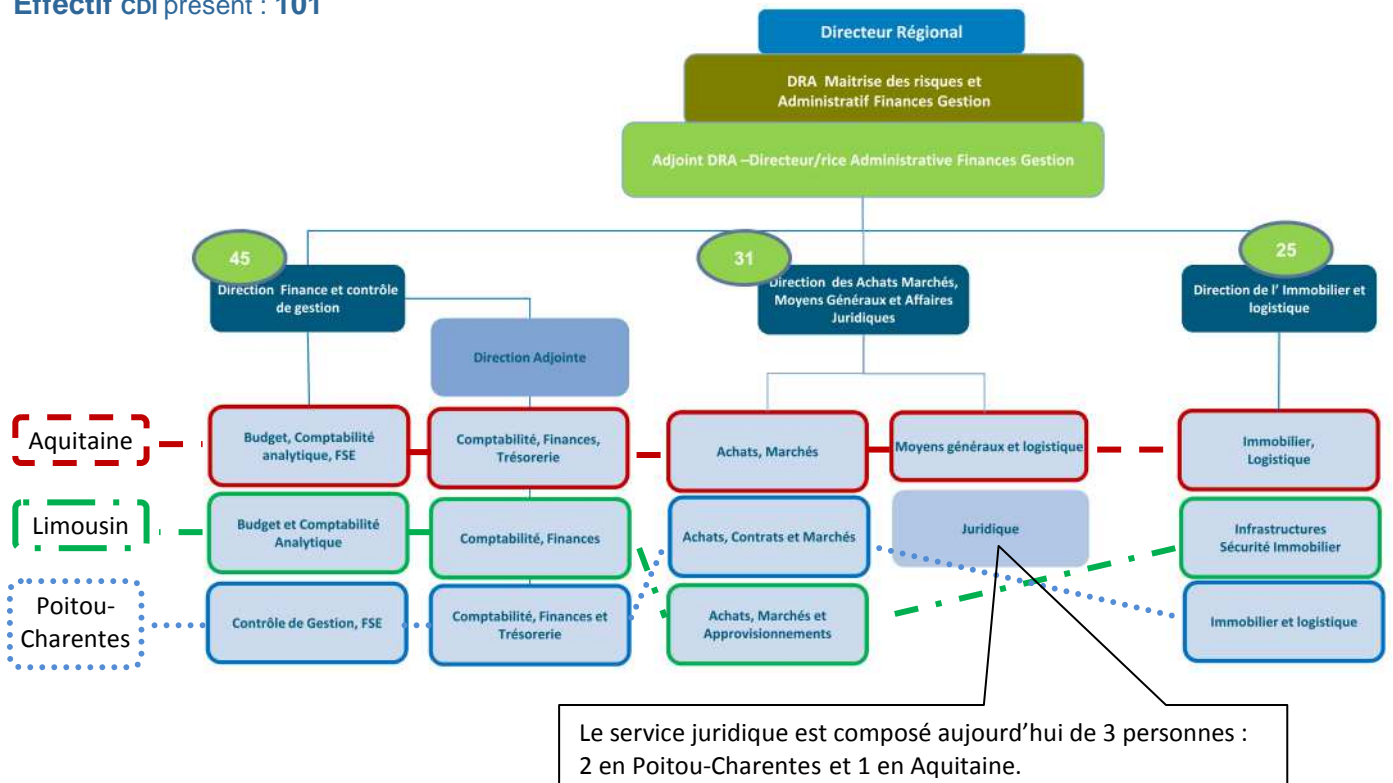 Effectif CDI présent : 101
Directeur Régional
DRA Maitrise des risques et
Administratif Finances Gestion
Adjoint DRA –Directeur/rice Administrative Finances Gestion
45
31
25
Direction Finance et contrôle
de gestion
Direction des Achats Marchés,
Moyens Généraux et Affaires
Juridiques
Direction de l' Immobilier et
logistique
Direction Adjointe
Aquitaine
Budget, Comptabilité
analytique, FSE
Comptabilité, Finances,
Trésorerie
Achats, Marchés
Moyens généraux et logistique
Immobilier,
Logistique
Limousin
Budget et Comptabilité
Analytique
Comptabilité, Finances
Achats, Contrats et Marchés
Juridique
Infrastructures
Sécurité Immobilier
Poitou-
Charentes
Contrôle de Gestion, FSE
Comptabilité, Finances et
Trésorerie
Achats, Marchés et
Approvisionnements
Immobilier et logistique
Le service juridique est composé aujourd'hui de 3 personnes :
2 en Poitou-Charentes et 1 en Aquitaine.